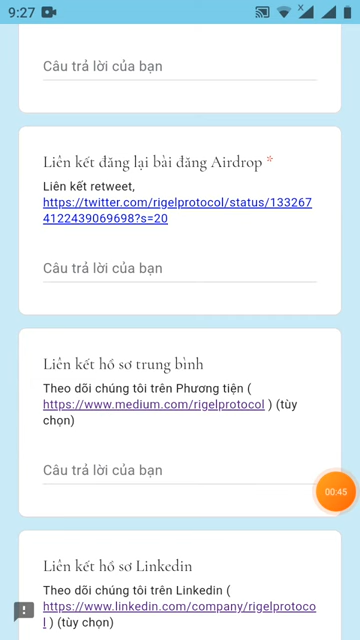 9:27
Câu trả lời của bạn
Liên kết đăng lại bài đăng Airdrop *
Liên kết retweet,
https://twitter.com/rigelprotocol/status/133267
4122439069698?s=20
Câu trả lời của bạn
Liên kết hồ sơ trung bình
Theo dõi chúng tôi trên Phương tiện (
https://www.medium.com/rigelprotocol ) (tùy
chọn)
Câu trả lời của bạn
00:45
Liên kết hồ sơ Linkedin
Theo dõi chúng tôi trên Linkedin (
https://www.linkedin.com/company/rigelprotoco
l ) (tùy chọn)